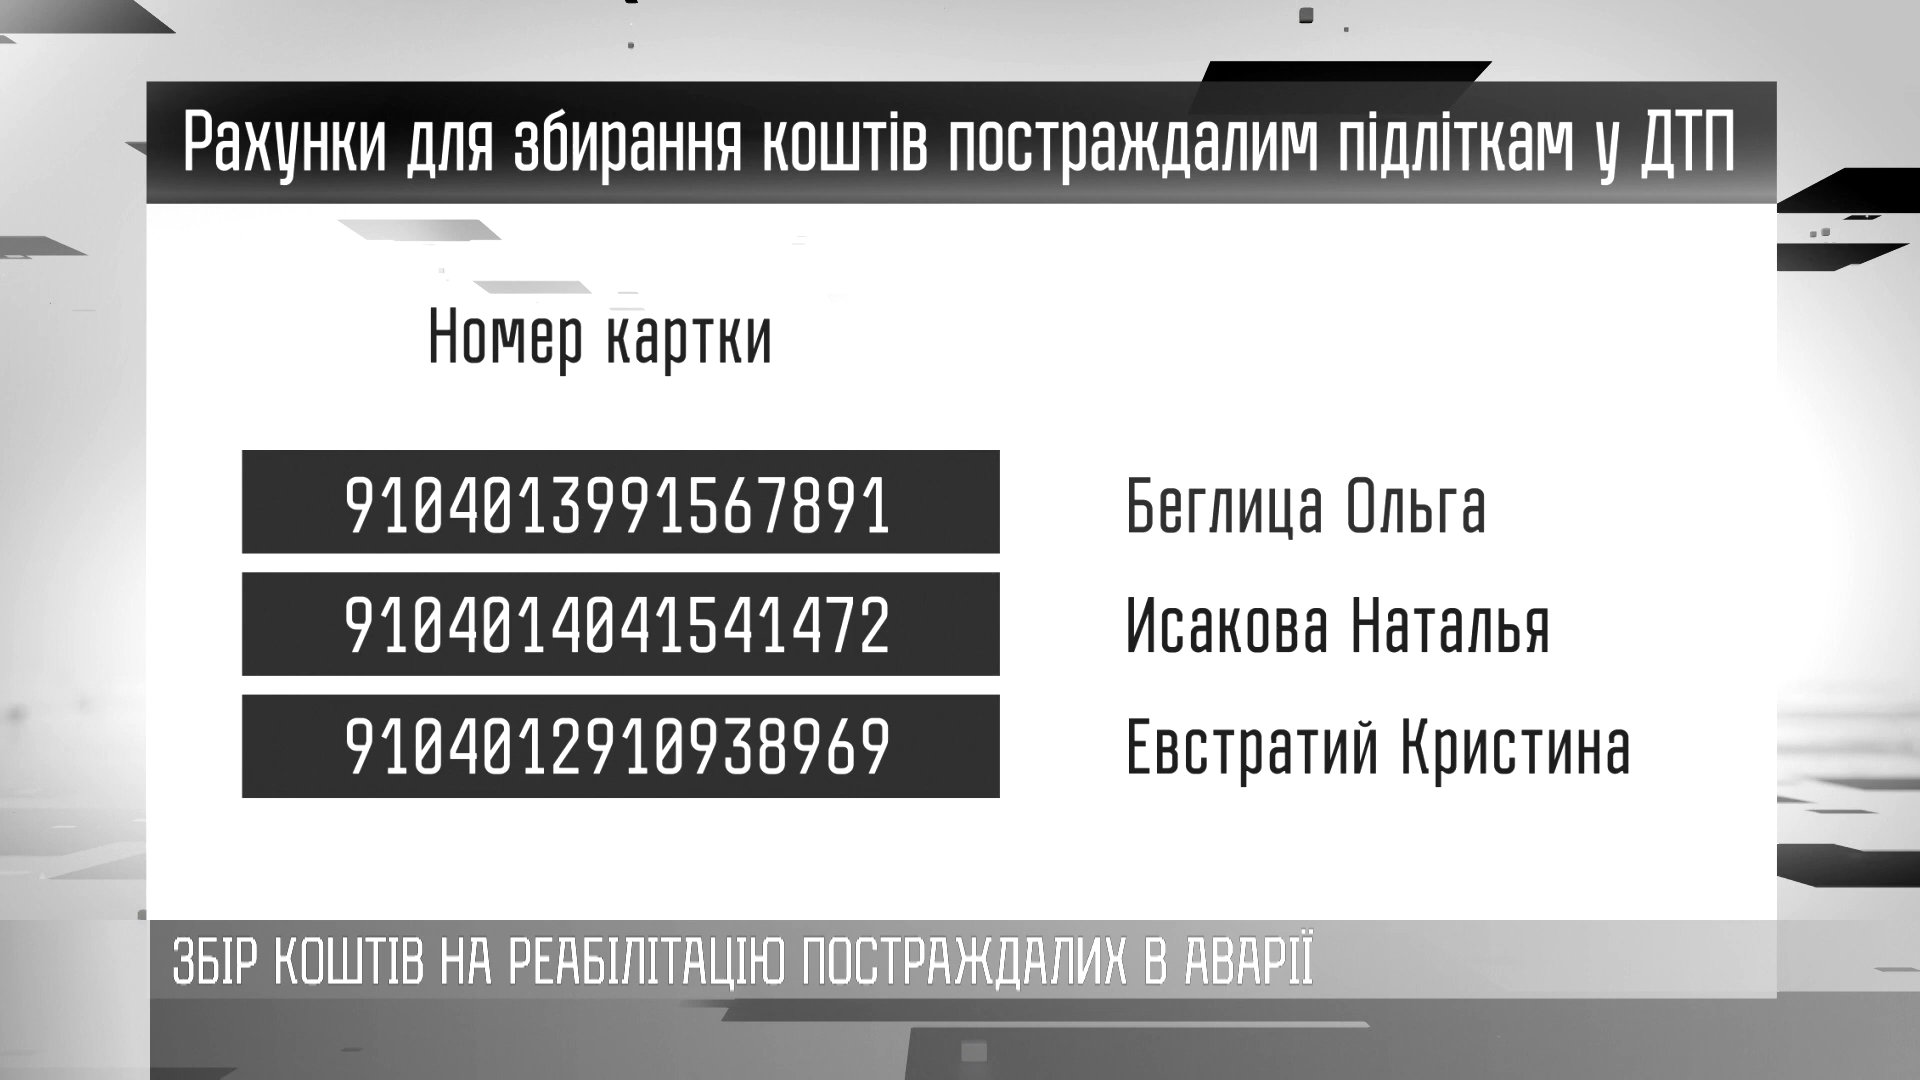 Рахунки для збирання коштів постраждалим підліткам у ДТП
Номер картки
9104013991567891 Беглица Ольга
9104014041541472 Исакова Наталья
9104012910938969 Евстратий Кристина
ЗБІР КОШТІВ НА РЕАБІЛІТАЦІЮ ПОСТРАЖДАЛИХ В АВАРІЇ